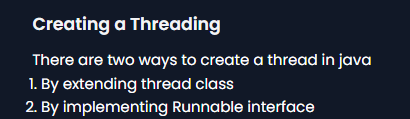 Creating a Threading
There are two ways to create a thread in java
1. By extending thread class
2. By implementing Runnable interface